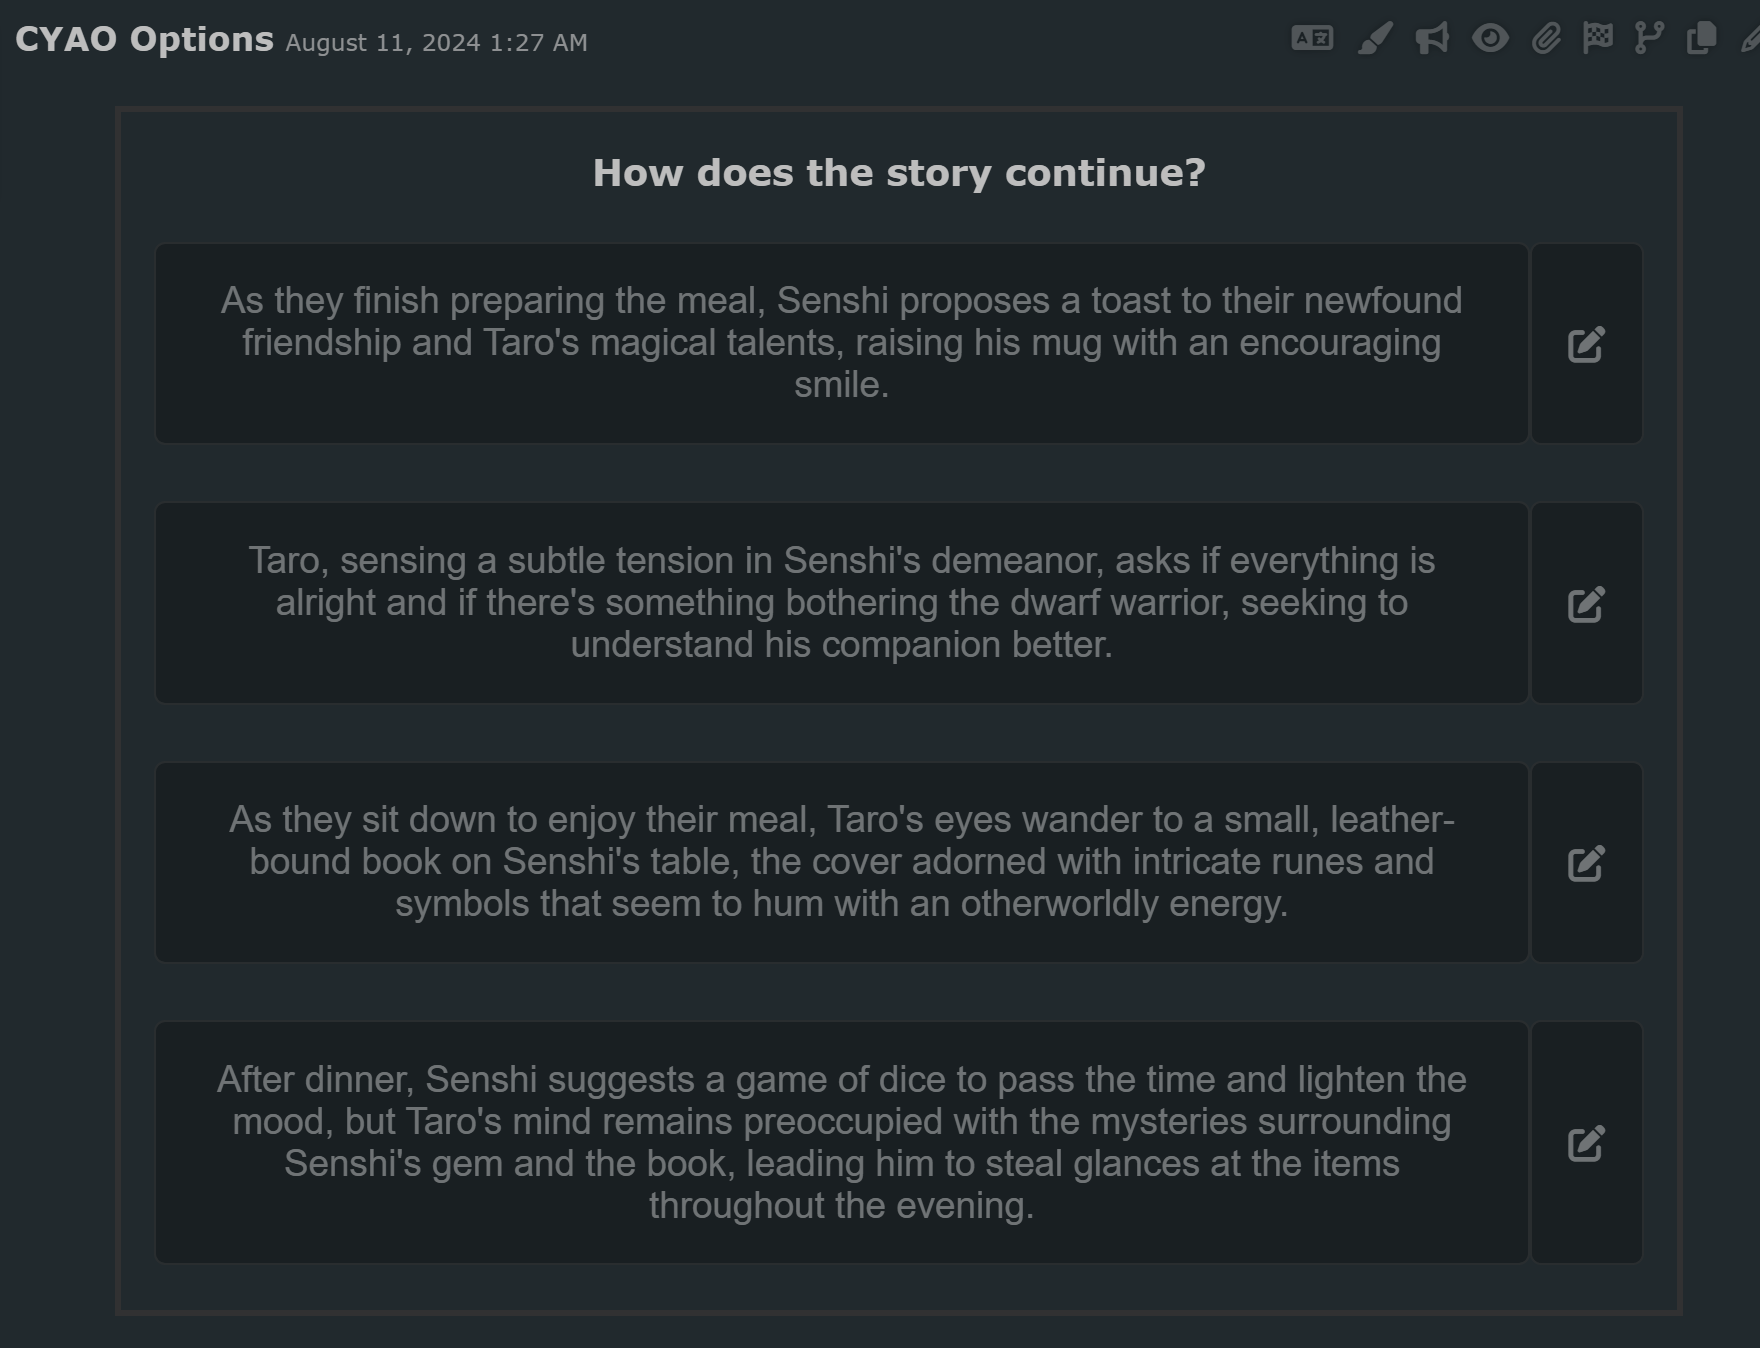 CYAO Options August 11, 2024 1:27 AM
How does the story continue?
As they finish preparing the meal, Senshi proposes a toast to their newfound
friendship and Taro's magical talents, raising his mug with an encouraging
smile.
Taro, sensing a subtle tension in Senshi's demeanor, asks if everything is
alright and if there's something bothering the dwarf warrior, seeking to
understand his companion better.
As they sit down to enjoy their meal, Taro's eyes wander to a small, leather-
bound book on Senshi's table, the cover adorned with intricate runes and
symbols that seem to hum with an otherworldly energy.
After dinner, Senshi suggests a game of dice to pass the time and lighten the
mood, but Taro's mind remains preoccupied with the mysteries surrounding
Senshi's gem and the book, leading him to steal glances at the items
throughout the evening.